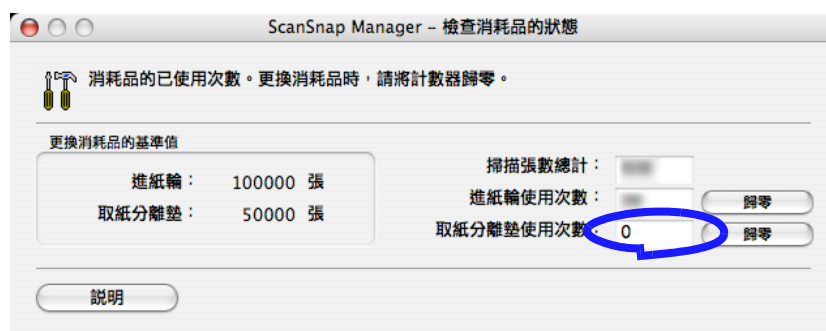 ScanSnap Manager – 檢查消耗品的狀態
消耗品的已使用次數。更換消耗品時，請將計數器歸零。
更換消耗品的基準值
進紙輪： 100000 張
取紙分離墊： 50000 張
掃描張數總計：
進紙輪使用次數： 歸零
取紙分離墊使用次數： 0 歸零
説明